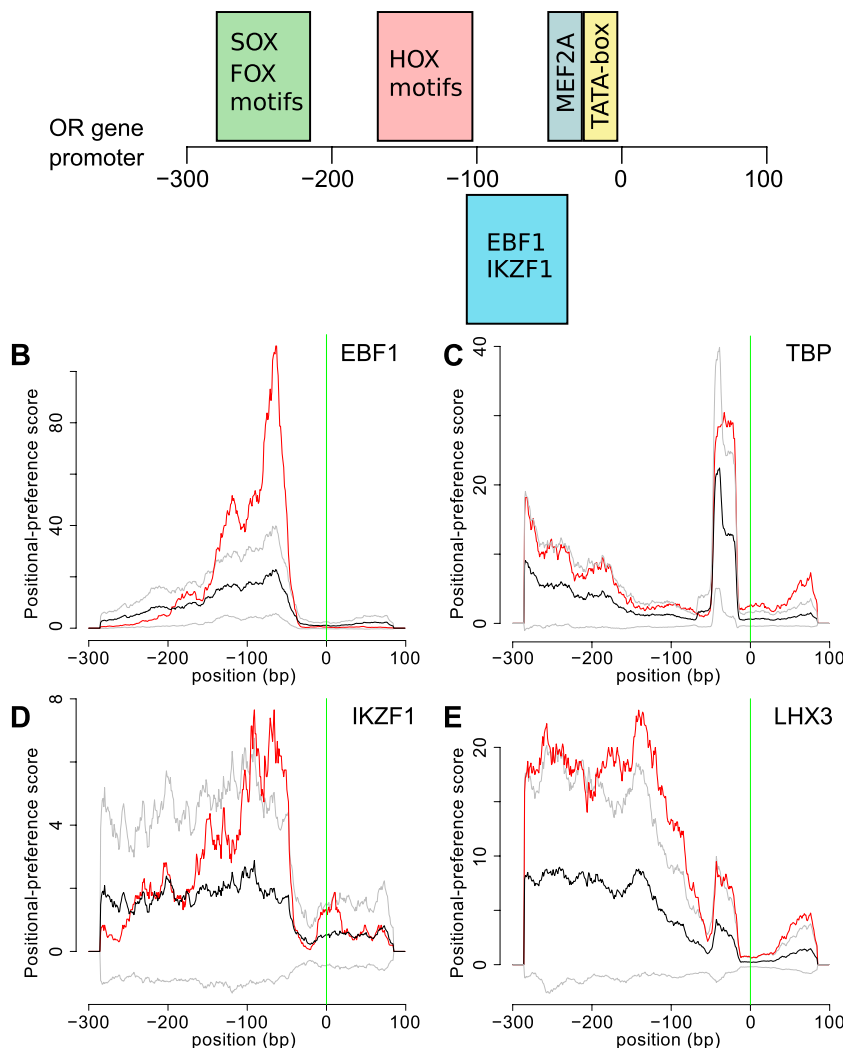 SOX
FOX
motifs
HOX
motifs
MEF2A
TATA-box
OR gene
promoter
−300
−200
−100
0
100
EBF1
IKZF1
B
EBF1
Positional-preference score
0
40
80
−300
−200
−100
0
100
position (bp)
C
TBP
Positional-preference score
0
20
40
−300
−200
−100
0
100
position (bp)
D
IKZF1
Positional-preference score
0
4
8
−300
−200
−100
0
100
position (bp)
E
LHX3
Positional-preference score
0
10
20
−300
−200
−100
0
100
position (bp)